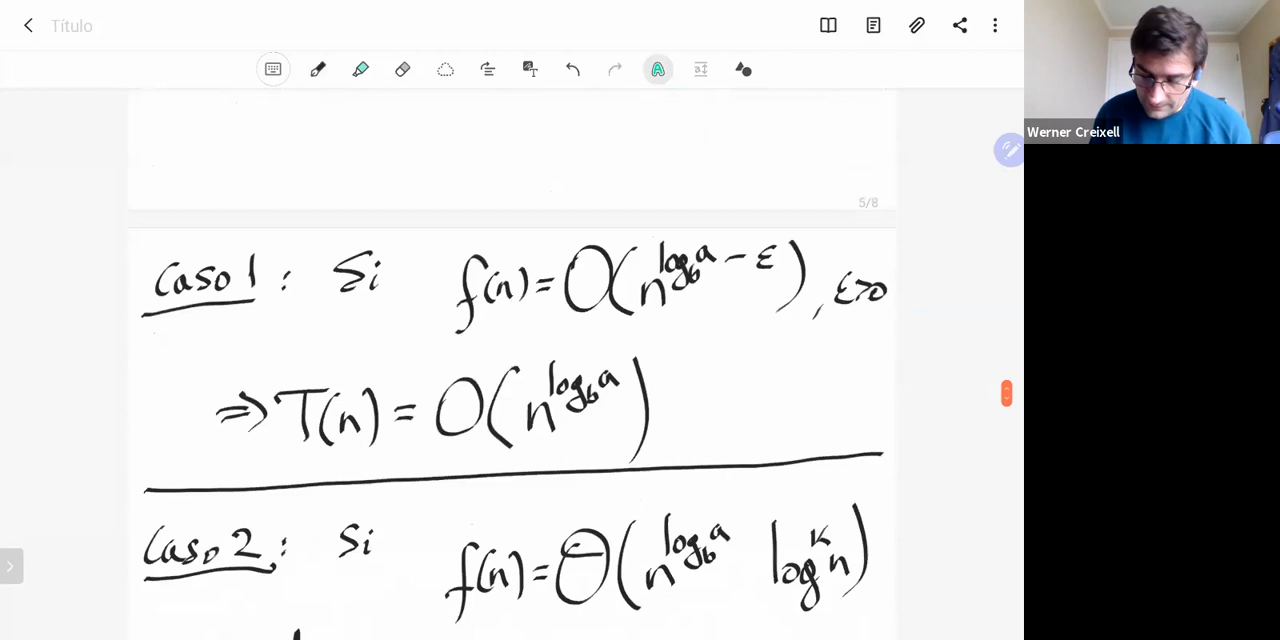 Título
Werner Creixell
5/8
Caso 1: Si f(n) = O(n^{log_b a - ε}), ε>0
⇒ T(n) = O(n^{log_b a})
Caso 2: Si f(n) = Θ(n^{log_b a} log^k n)